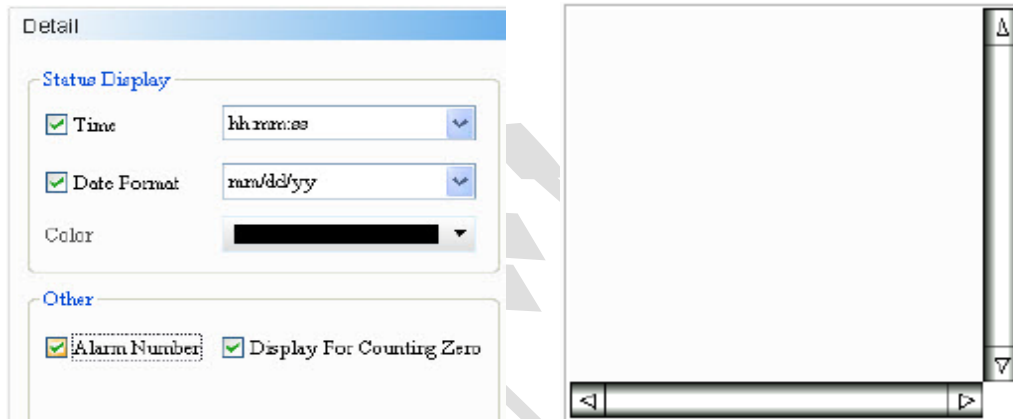 Detail
Status Display
Time hh:mm:ss
Date Format mm/dd/yy
Color
Other
Alarm Number Display For Counting Zero